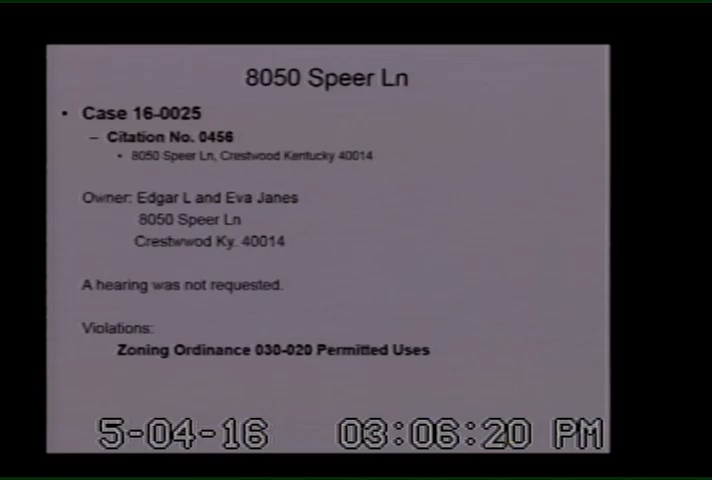 8050 Speer Ln
• Case 16-0025
– Citation No. 0456
• 8050 Speer Ln, Crestwood Kentucky 40014
Owner: Edgar L and Eva Janes
8050 Speer Ln
Crestwwod Ky. 40014
A hearing was not requested.
Violations:
Zoning Ordinance 030-020 Permitted Uses
5-04-16 03:06:20 PM